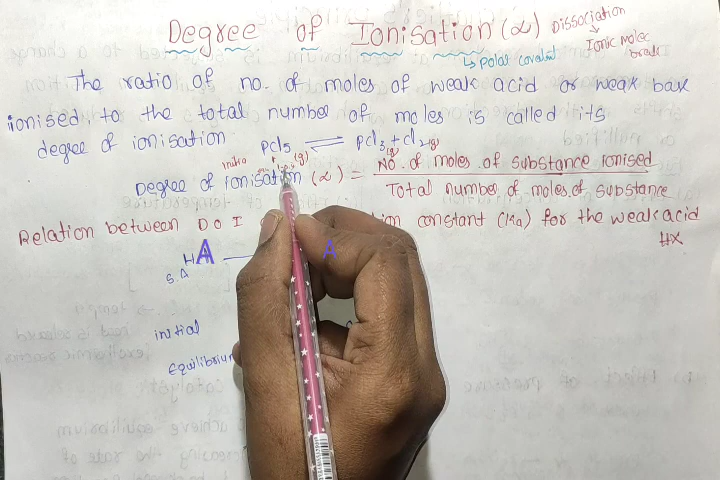 Degree of Ionisation (α) Dissociation
↳ Polar covalent
Ionic molec
break
The ratio of no. of moles of weak acid or weak base
ionised to the total number of moles is called its
degree of ionisation
PCl5 ⇌ PCl3 + Cl2
(g) (g) (g)
Degree of ionisation (α) = No. of moles of substance ionised
Total number of moles of substance
Relation between D O I constant (Ka) for the weak acid
HX
HA A
S.A
initial
Equilibrium